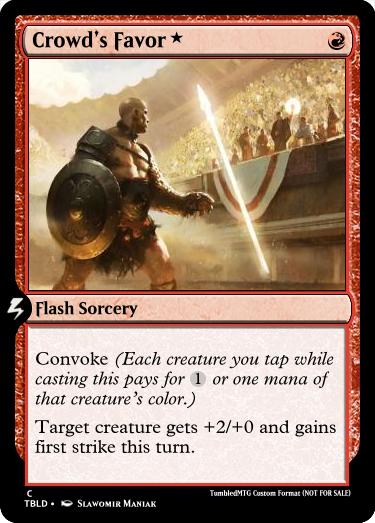 Crowd's Favor ★
Flash Sorcery
Convoke (Each creature you tap while
casting this pays for 1 or one mana of
that creature's color.)
Target creature gets +2/+0 and gains
first strike this turn.
C
TBLD • Slawomir Maniak
TumbledMTG Custom Format (NOT FOR SALE)